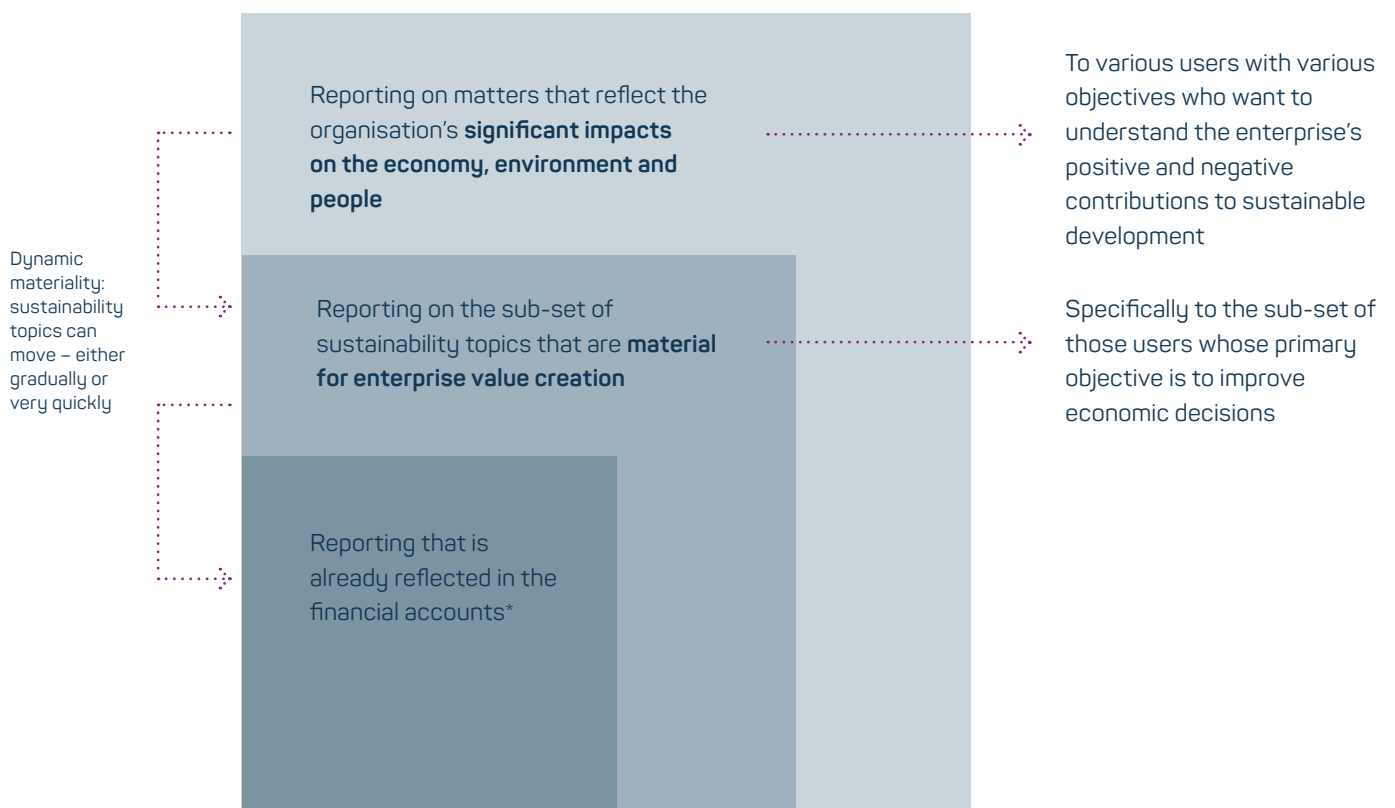 Reporting on matters that reflect the
organisation's significant impacts
on the economy, environment and
people
To various users with various
objectives who want to
understand the enterprise's
positive and negative
contributions to sustainable
development
Dynamic
materiality:
sustainability
topics can
move – either
gradually or
very quickly
Reporting on the sub-set of
sustainability topics that are material
for enterprise value creation
Specifically to the sub-set of
those users whose primary
objective is to improve
economic decisions
Reporting that is
already reflected in the
financial accounts*